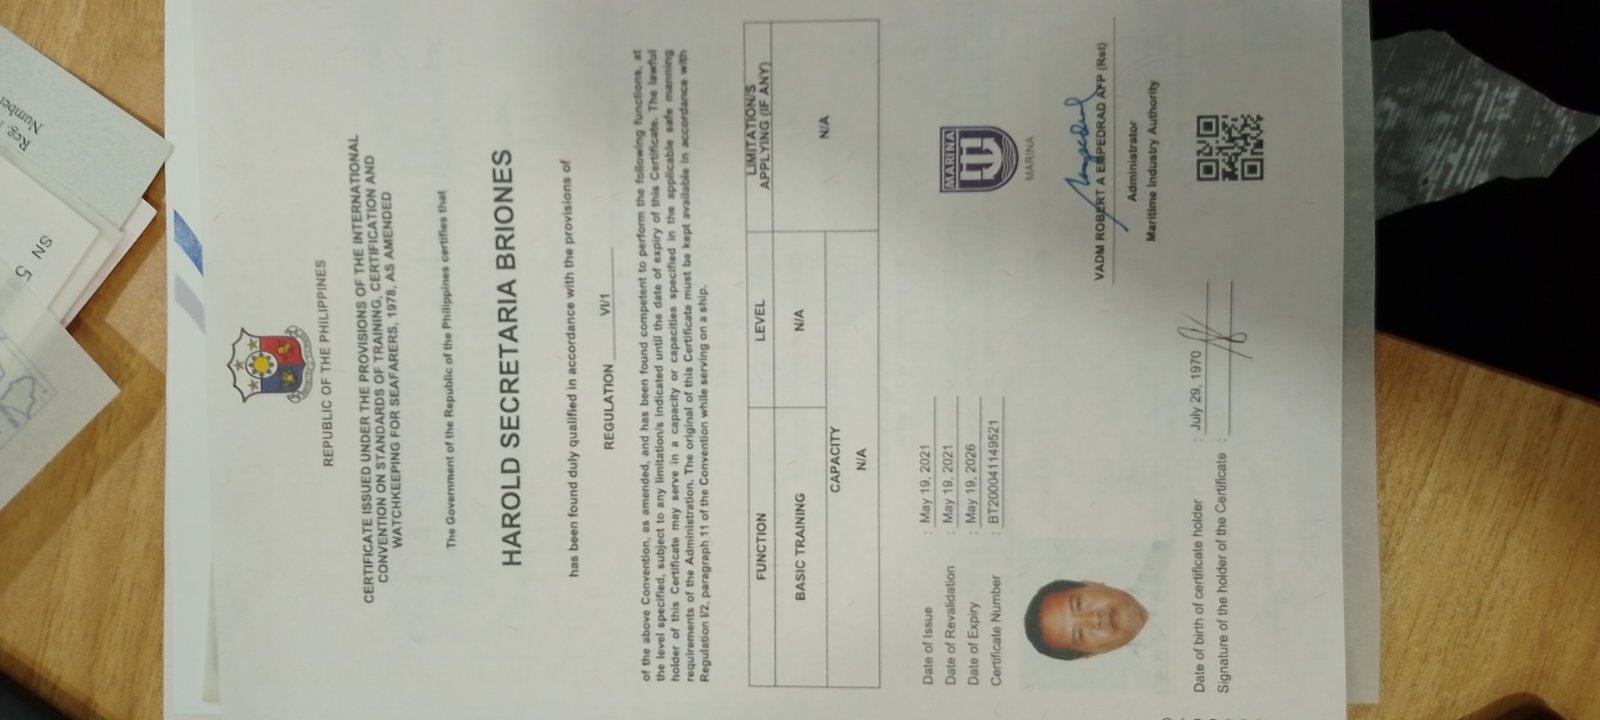 REPUBLIC OF THE PHILIPPINES
CERTIFICATE ISSUED UNDER THE PROVISIONS OF THE INTERNATIONAL
CONVENTION ON STANDARDS OF TRAINING, CERTIFICATION AND
WATCHKEEPING FOR SEAFARERS, 1978, AS AMENDED
The Government of the Republic of the Philippines certifies that
HAROLD SECRETARIA BRIONES
has been found duly qualified in accordance with the provisions of
REGULATION VI/1
of the above Convention, as amended, and has been found competent to perform the following functions, at
the level specified, subject to any limitation/s indicated until the date of expiry of this Certificate. The lawful
holder of this Certificate may serve in a capacity or capacities specified in the applicable safe manning
requirements of the Administration. The original of this Certificate must be kept available in accordance with
Regulation I/2, paragraph 11 of the Convention while serving on a ship.
FUNCTION LEVEL LIMITATION/S
APPLYING (IF ANY)
BASIC TRAINING N/A N/A
CAPACITY
N/A
Date of Issue : May 19, 2021
Date of Revalidation : May 19, 2021
Date of Expiry : May 19, 2026
Certificate Number : BT2000041149521
MARINA
MARINA
VADM ROBERT A EMPEDRAD AFP (Ret)
Administrator
Maritime Industry Authority
Date of birth of certificate holder : July 29, 1970
Signature of the holder of the Certificate :
Reg.
Number
SN 5